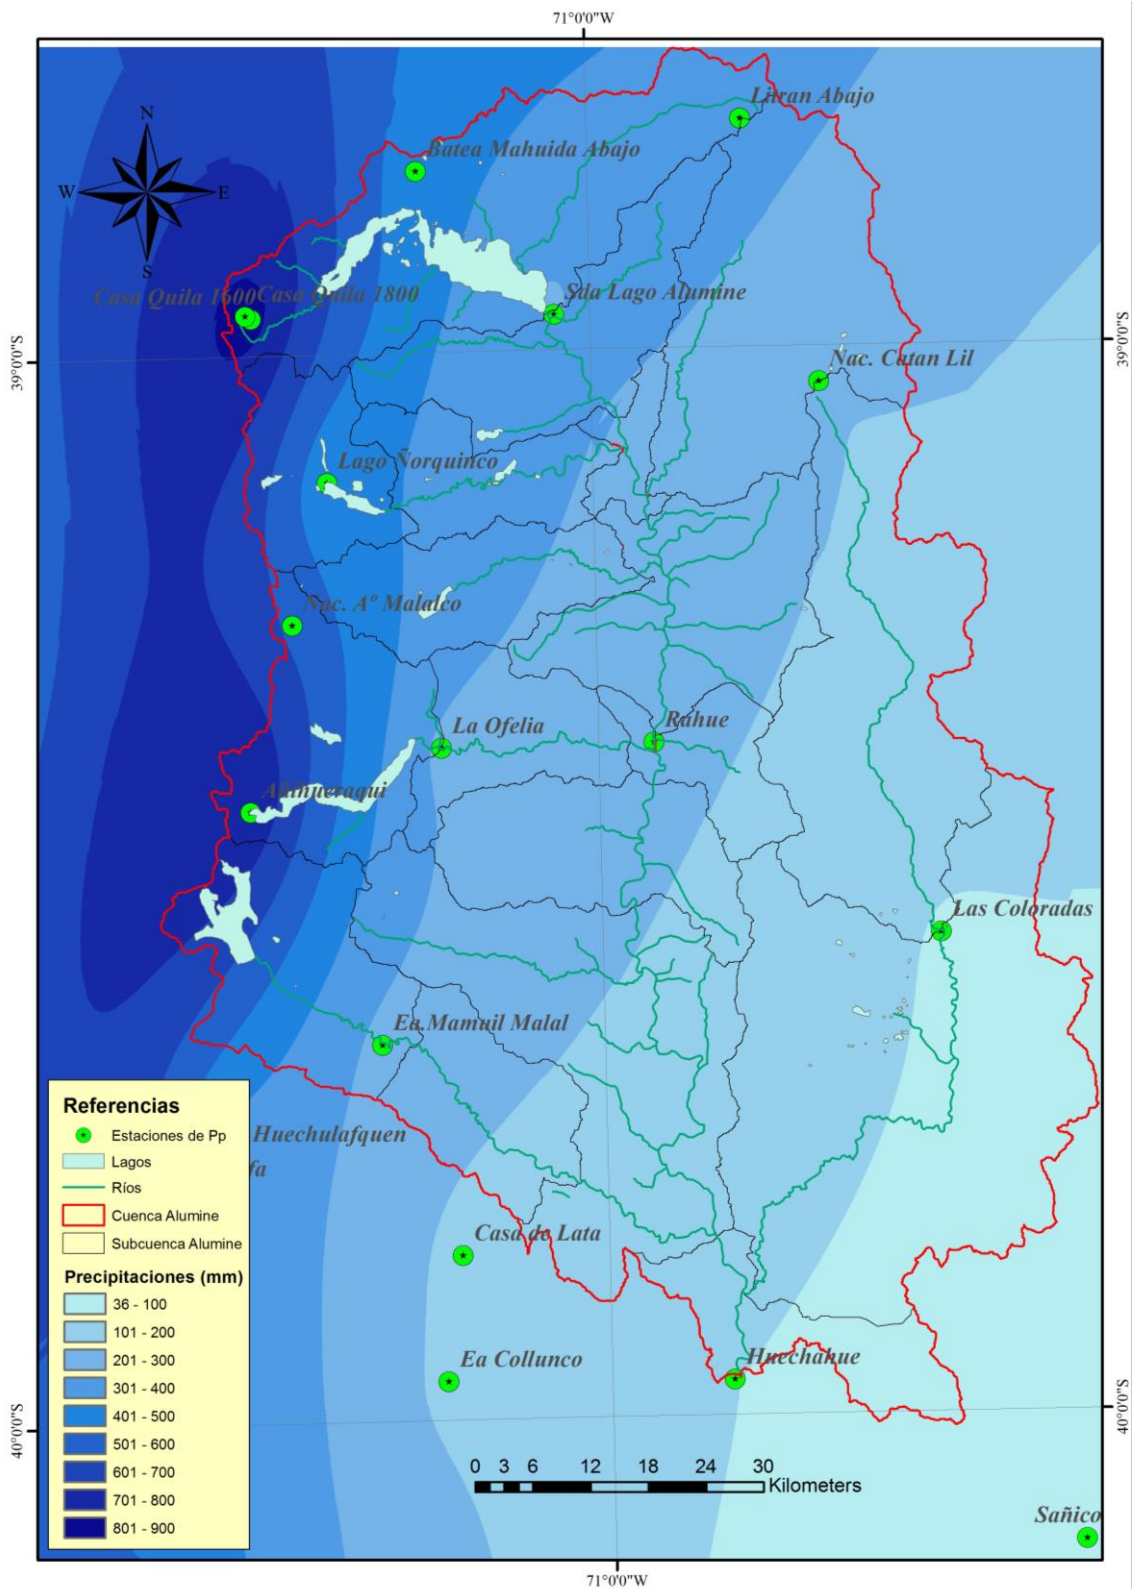 71°0'0"W
N
W
E
S
Litran Abajo
Batea Mahuida Abajo
Casa Quila 1600
Casa Quila 1800
Sda Lago Alumine
39°0'0"S
39°0'0"S
Nac. Catan Lil
Lago Ñorquinco
Nac. Aº Malalco
La Ofelia
Rahue
Añihueraqui
Las Coloradas
Ea.Mamuil Malal
Huechulafquen
fa
Casa de Lata
Ea Collunco
Huechahue
Sañico
40°0'0"S
40°0'0"S
Referencias
Estaciones de Pp
Lagos
Ríos
Cuenca Alumine
Subcuenca Alumine
Precipitaciones (mm)
36 - 100
101 - 200
201 - 300
301 - 400
401 - 500
501 - 600
601 - 700
701 - 800
801 - 900
0 3 6 12 18 24 30
Kilometers
71°0'0"W